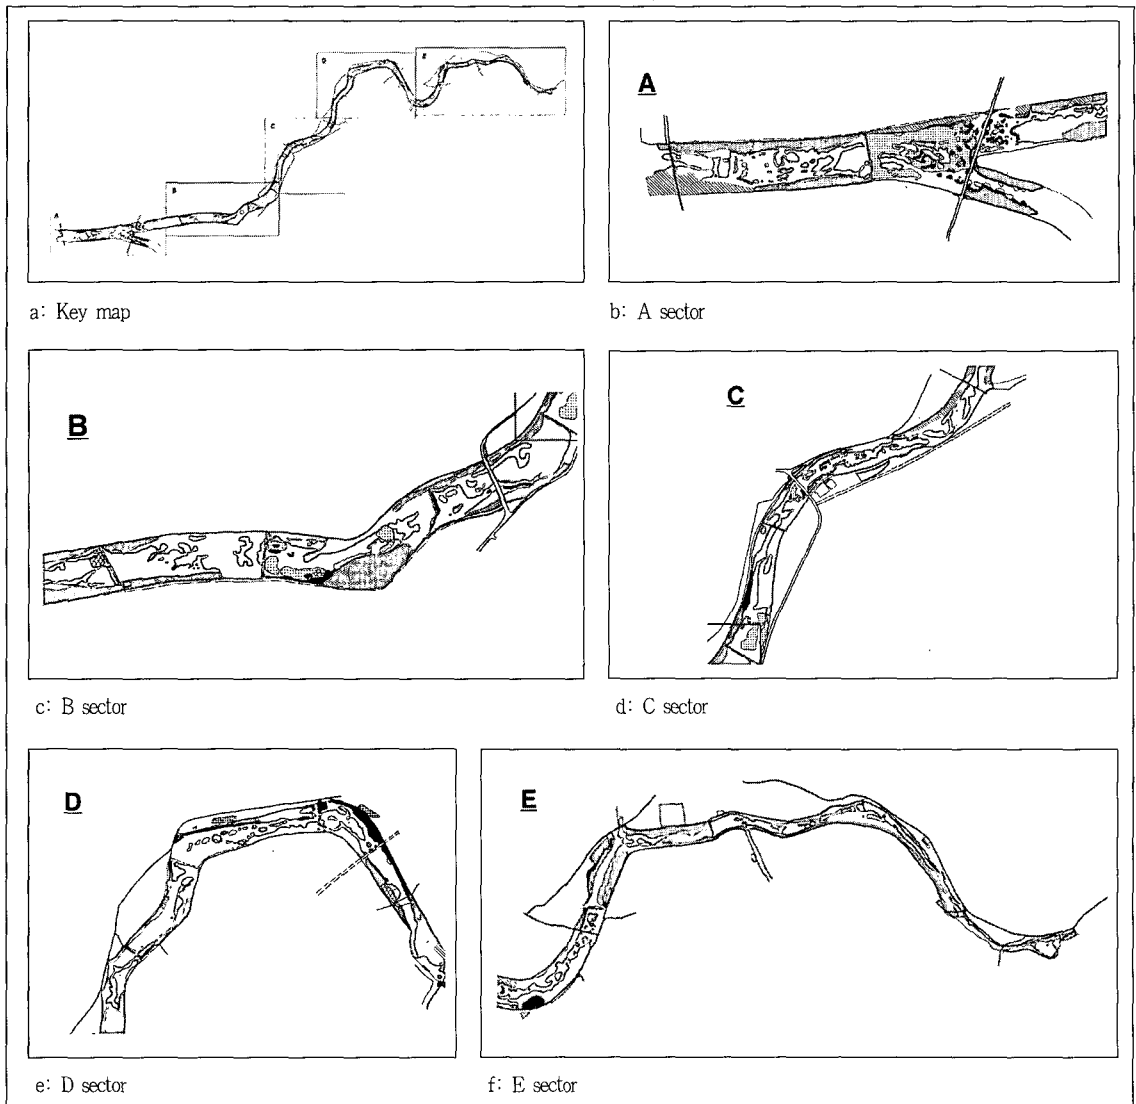 A
B
C
D
E
a: Key map
A
b: A sector
B
c: B sector
C
d: C sector
D
e: D sector
E
f: E sector